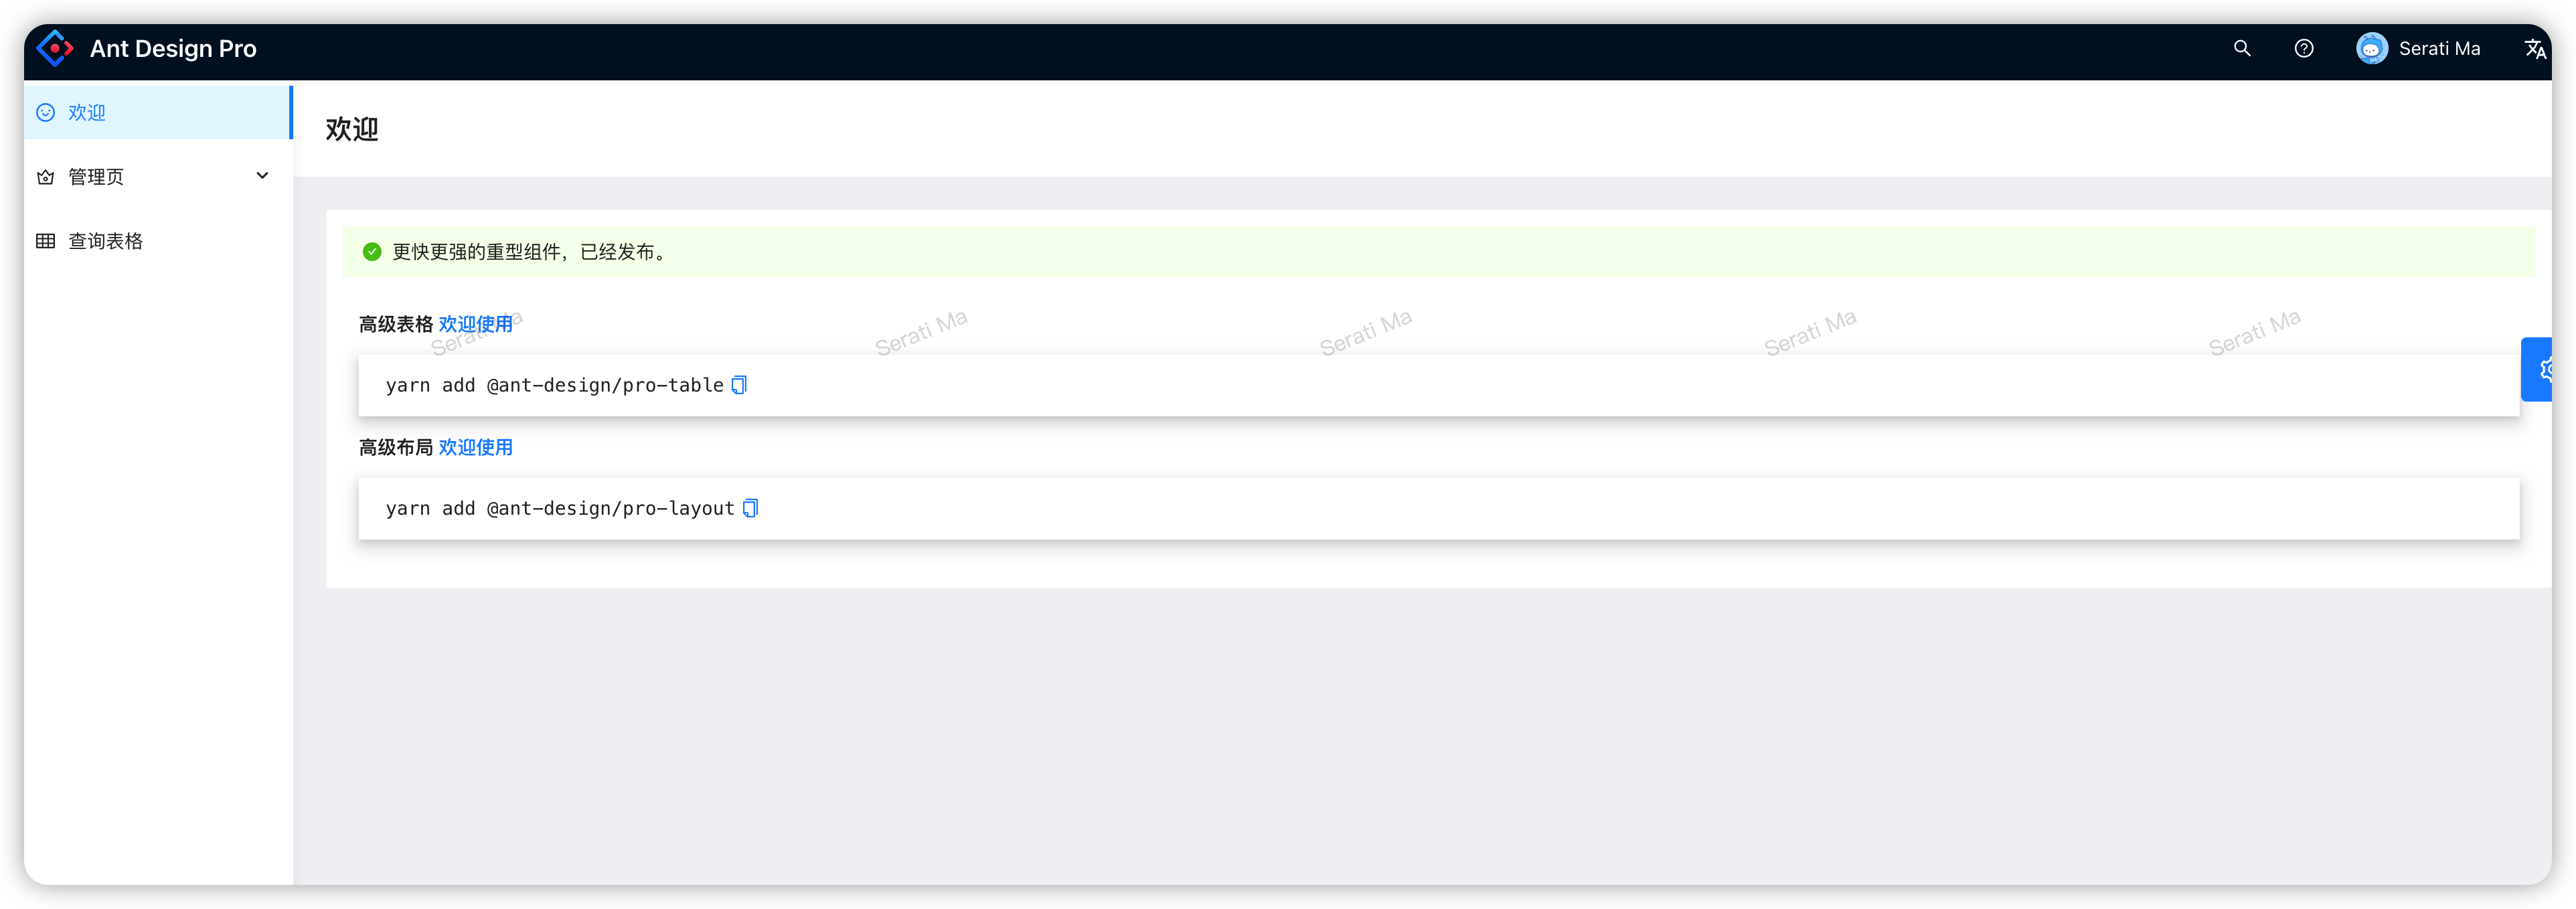 Ant Design Pro
Serati Ma
欢迎
管理页
查询表格
欢迎
更快更强的重型组件，已经发布。
高级表格 欢迎使用
Serati Ma Serati Ma Serati Ma Serati Ma Serati Ma
yarn add @ant-design/pro-table
高级布局 欢迎使用
yarn add @ant-design/pro-layout